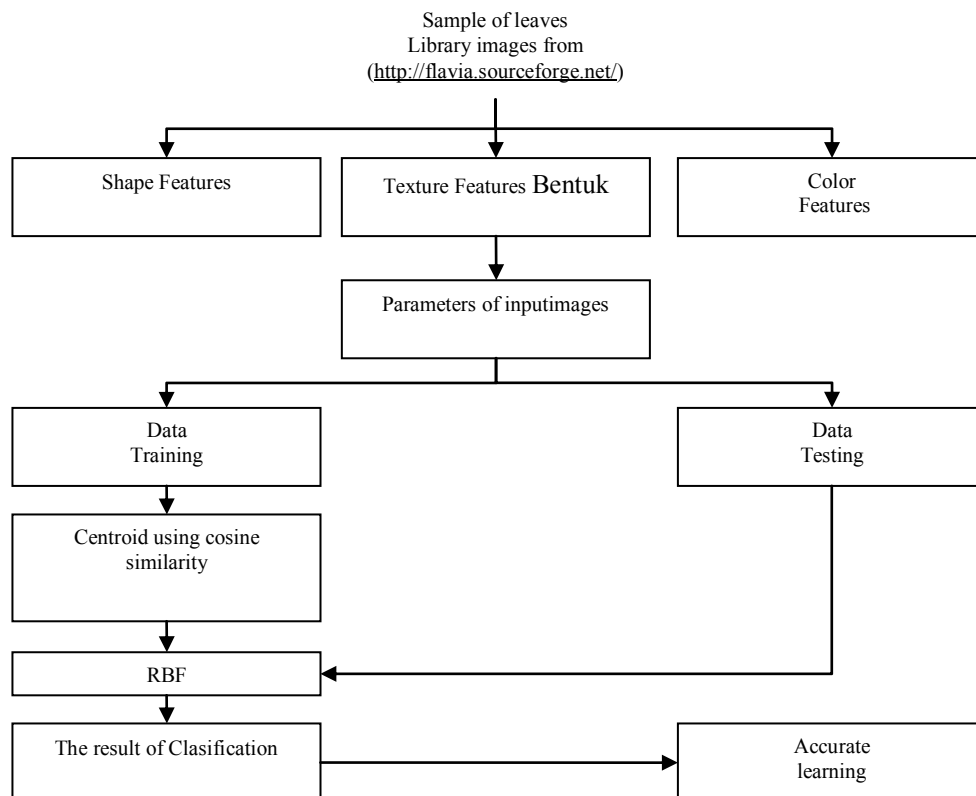 Sample of leaves
Library images from
(http://flavia.sourceforge.net/)
Shape Features
Texture Features Bentuk
Color
Features
Parameters of inputimages
Data
Training
Data
Testing
Centroid using cosine
similarity
RBF
The result of Clasification
Accurate
learning